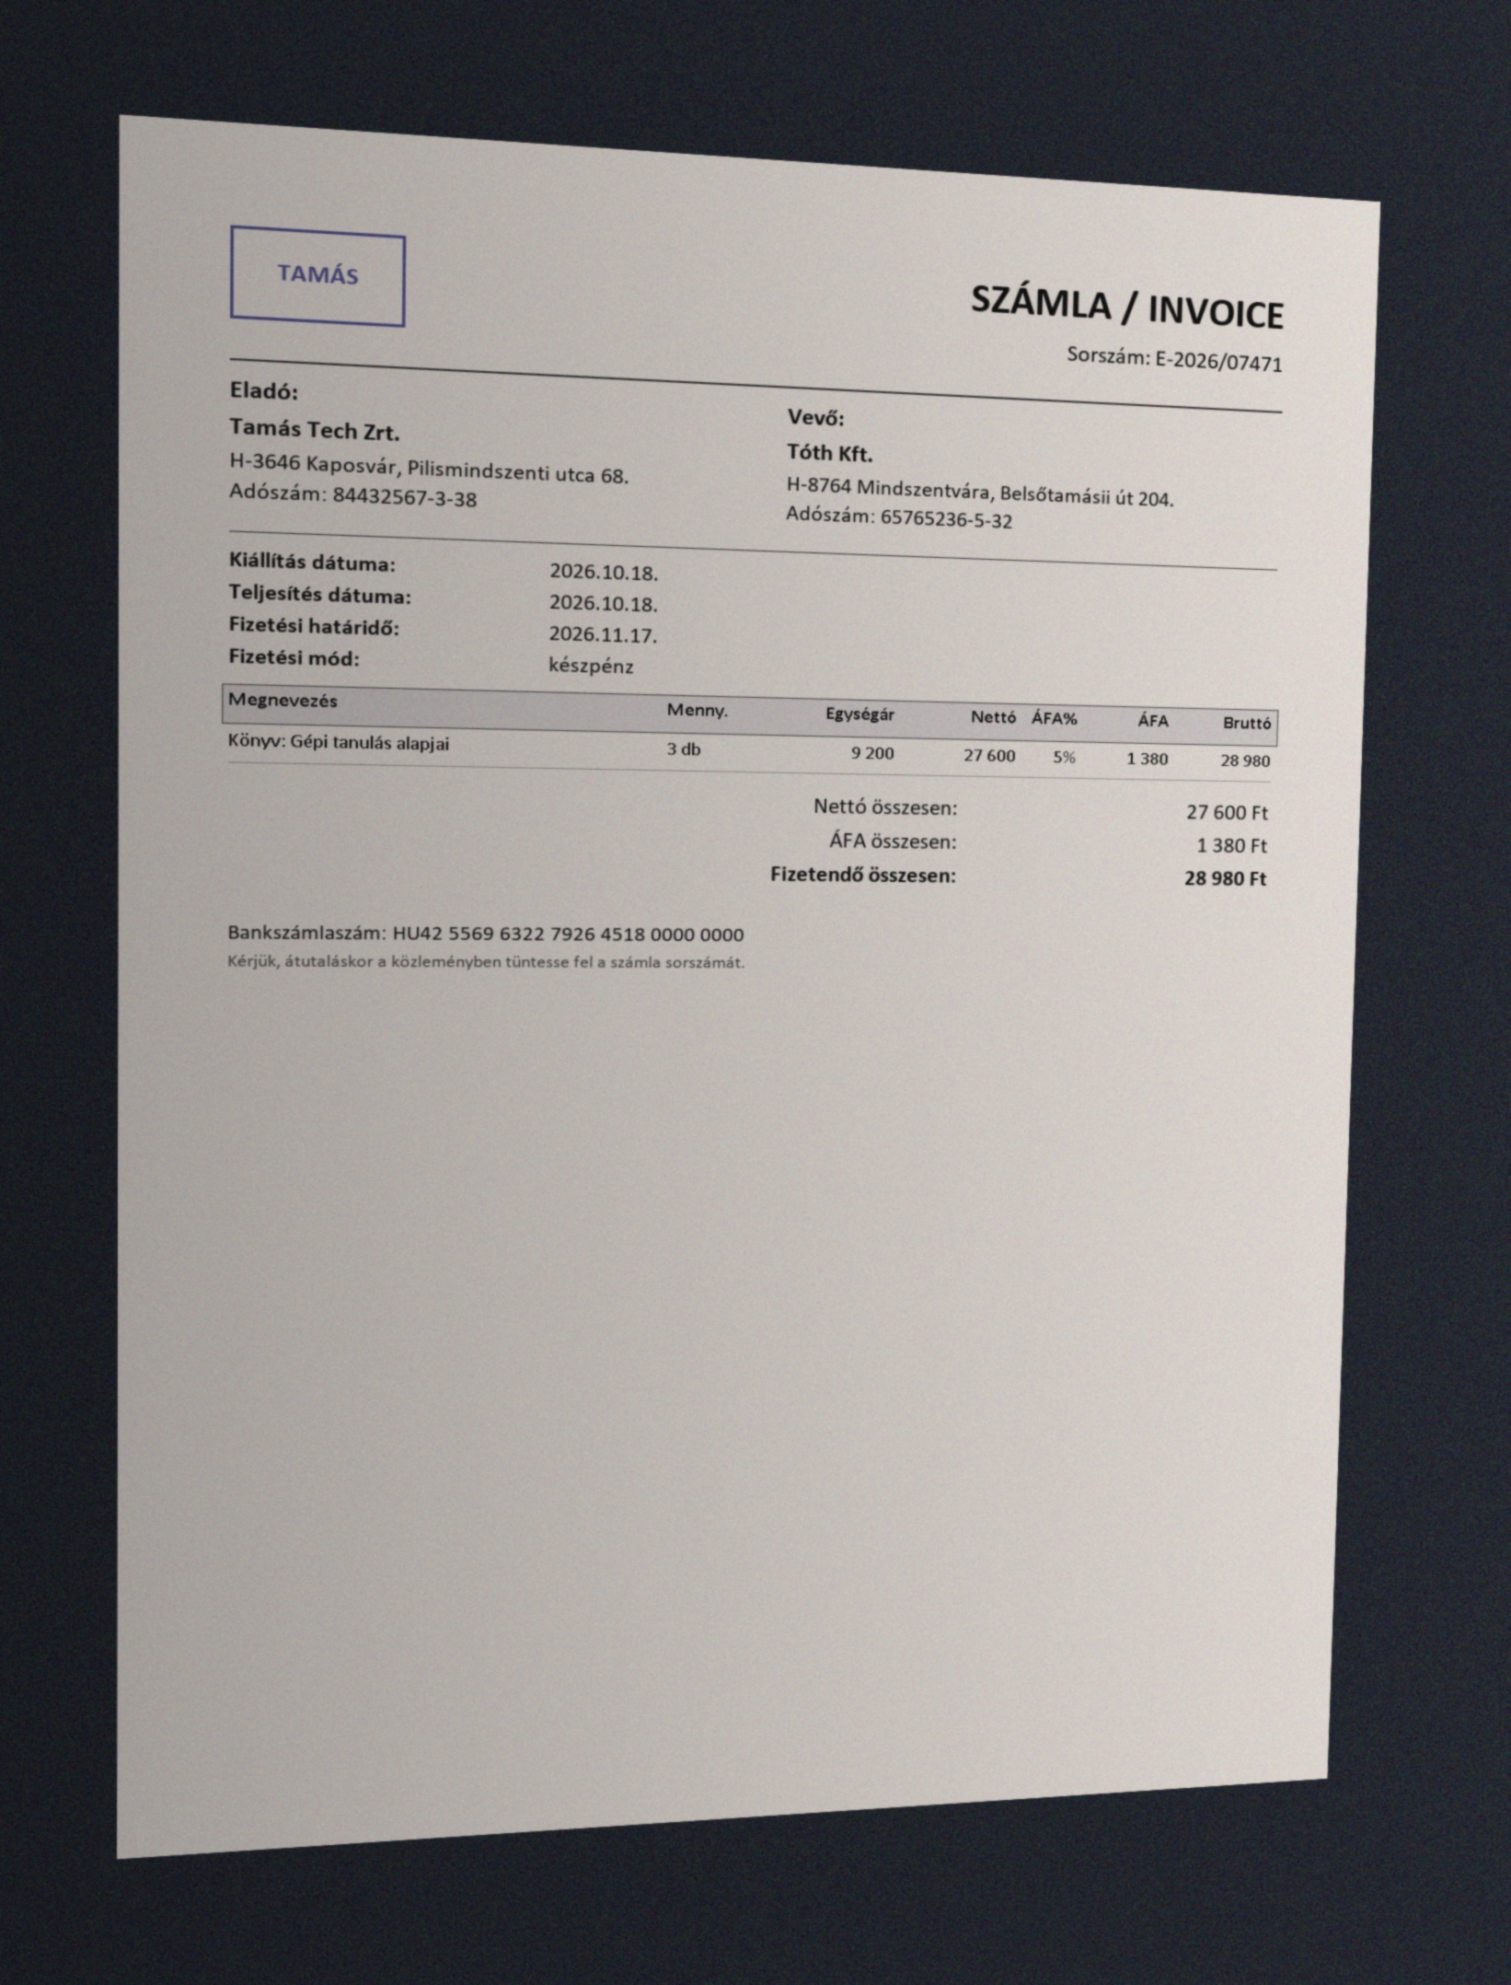 TAMÁS
SZÁMLA / INVOICE
Sorszám: E-2026/07471
Eladó:
Tamás Tech Zrt.
H-3646 Kaposvár, Pilismindszenti utca 68.
Adószám: 84432567-3-38
Vevő:
Tóth Kft.
H-8764 Mindszentvára, Belsőtamásii út 204.
Adószám: 65765236-5-32
Kiállítás dátuma: 2026.10.18.
Teljesítés dátuma: 2026.10.18.
Fizetési határidő: 2026.11.17.
Fizetési mód: készpénz
Megnevezés Menny. Egységár Nettó ÁFA% ÁFA Bruttó
Könyv: Gépi tanulás alapjai 3 db 9 200 27 600 5% 1 380 28 980
Nettó összesen: 27 600 Ft
ÁFA összesen: 1 380 Ft
Fizetendő összesen: 28 980 Ft
Bankszámlaszám: HU42 5569 6322 7926 4518 0000 0000
Kérjük, átutaláskor a közleményben tüntesse fel a számla sorszámát.